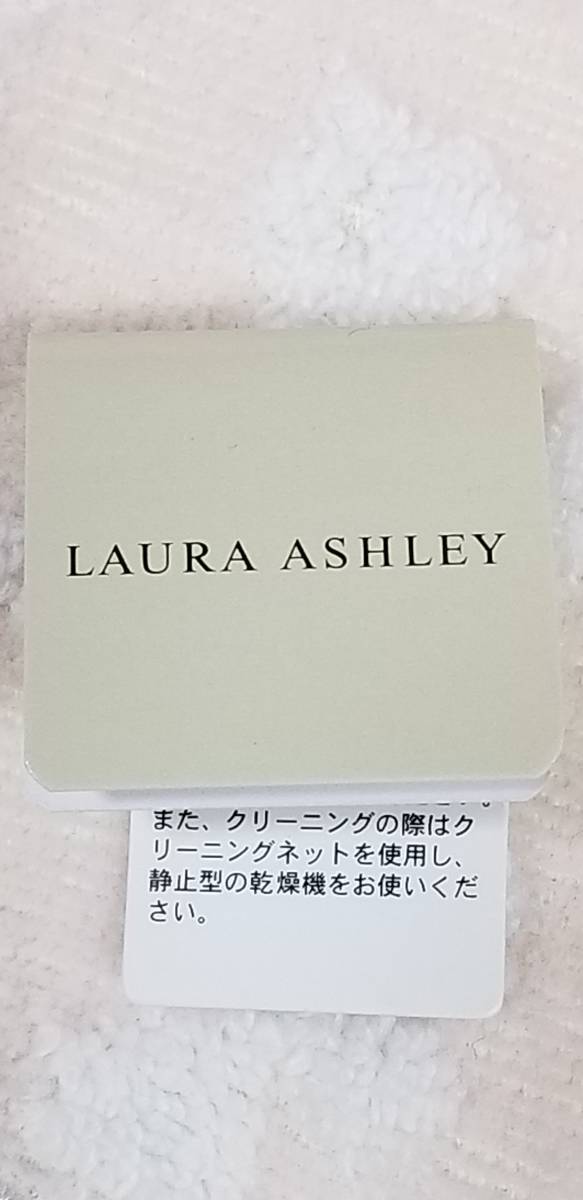 LAURA ASHLEY
また、クリーニングの際はク
リーニングネットを使用し、
静止型の乾燥機をお使いくだ
さい。